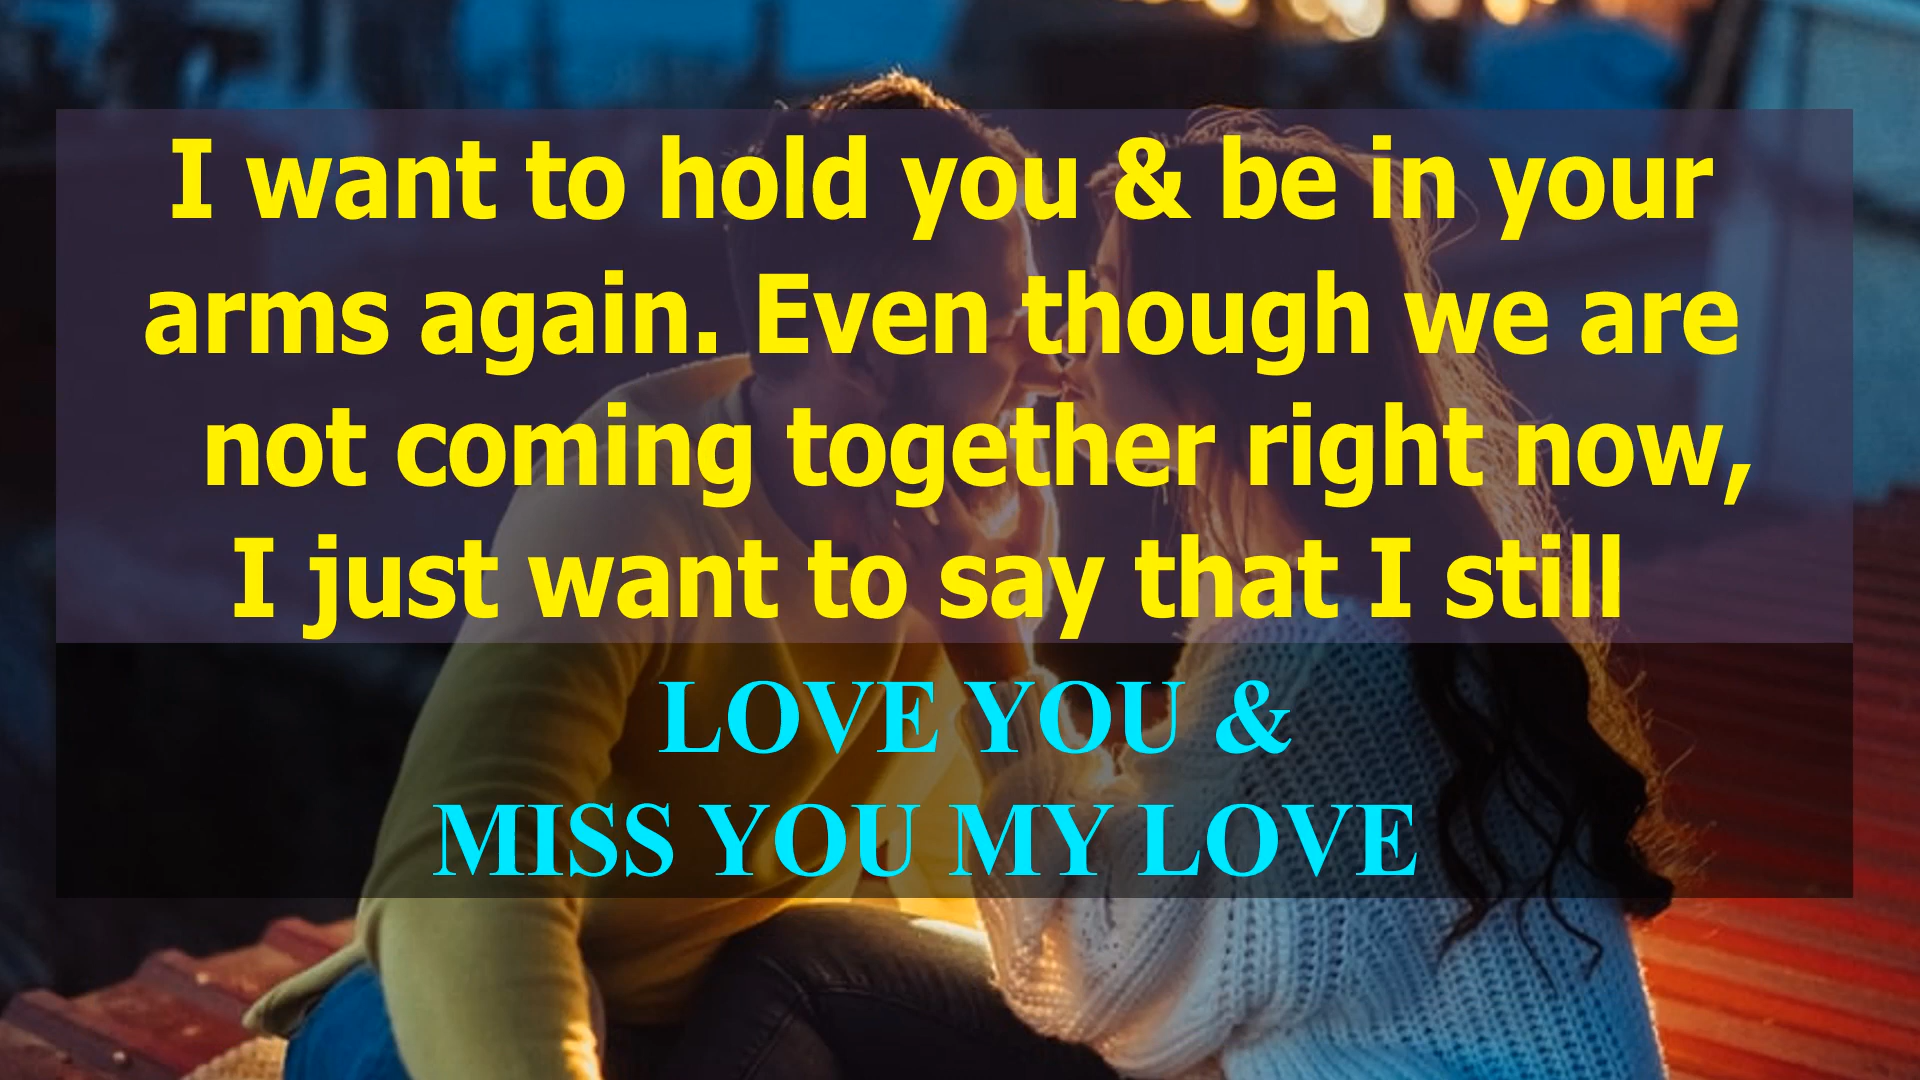 I want to hold you & be in your
arms again. Even though we are
not coming together right now,
I just want to say that I still
LOVE YOU &
MISS YOU MY LOVE